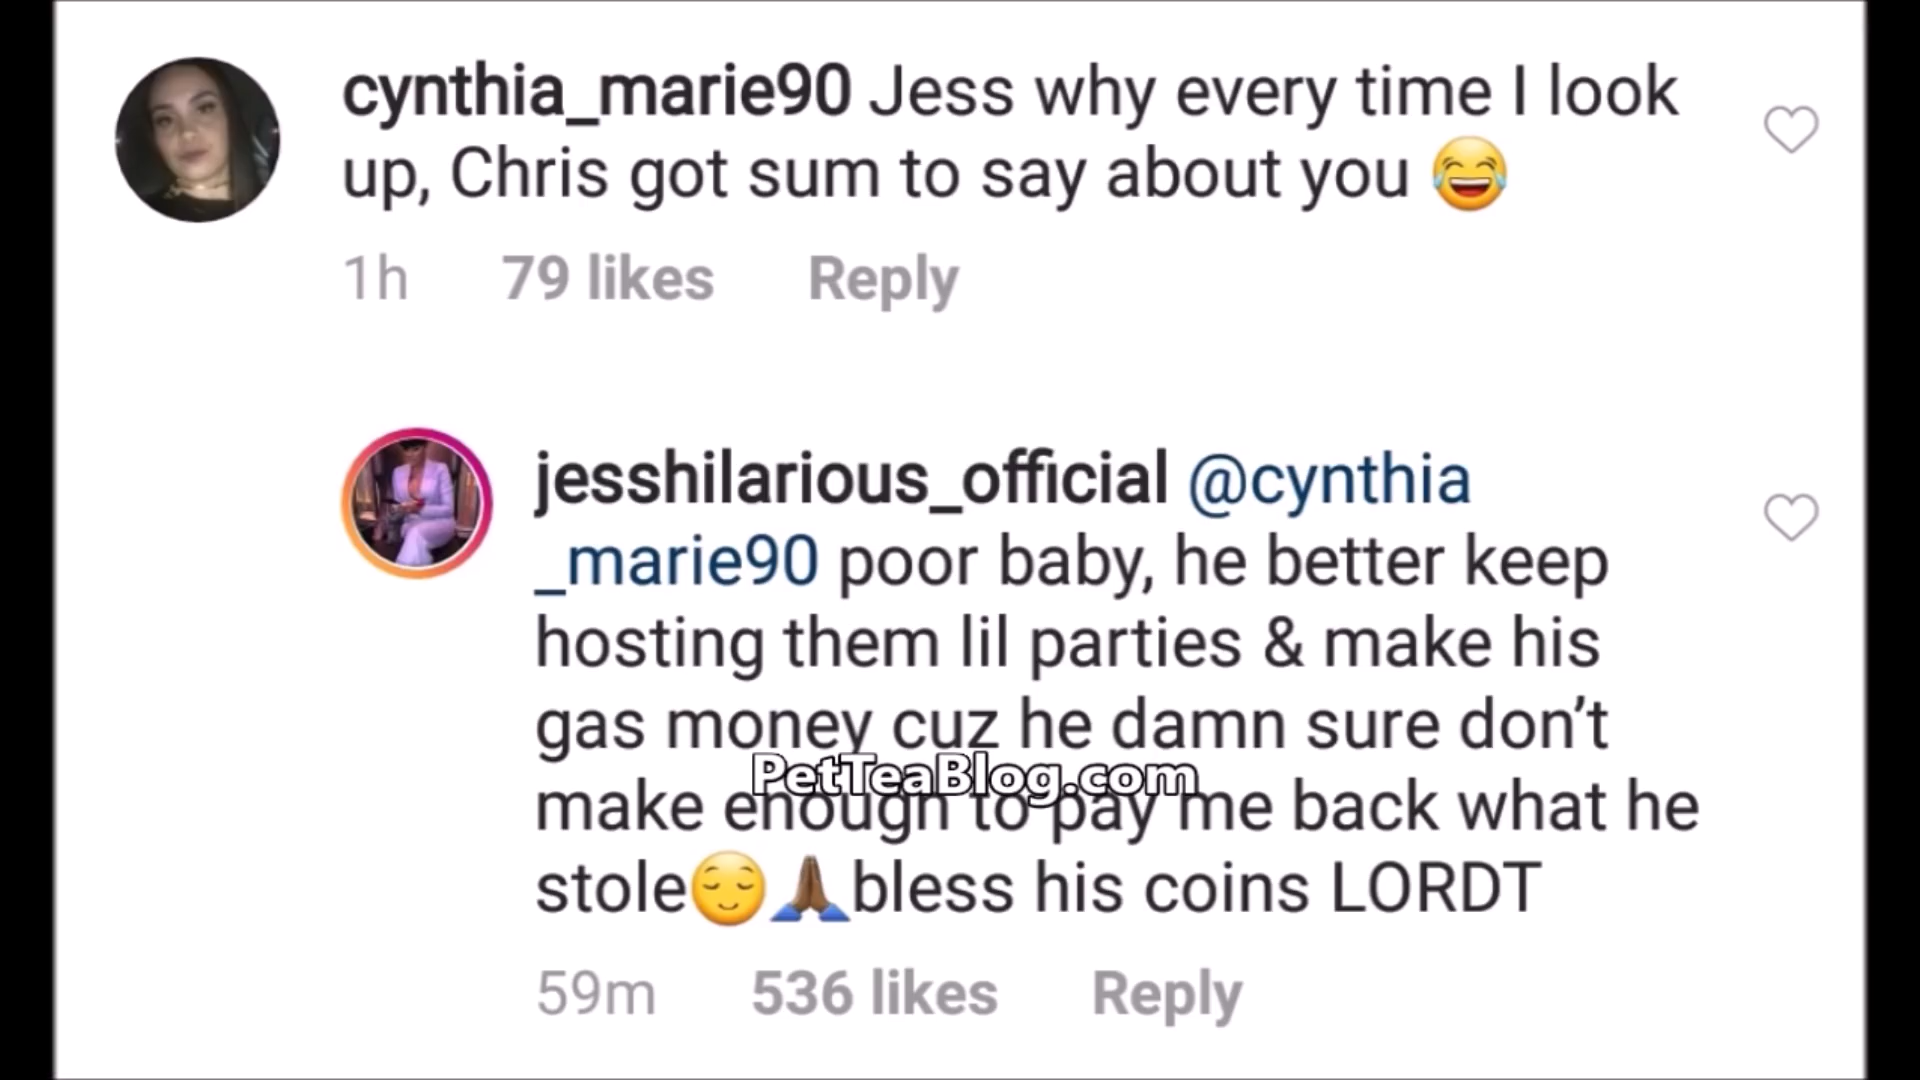 cynthia_marie90 Jess why every time I look
up, Chris got sum to say about you 😂
1h 79 likes Reply
jesshilarious_official @cynthia
_marie90 poor baby, he better keep
hosting them lil parties & make his
gas money cuz he damn sure don’t
PetTeaBlog.com
make enough to pay me back what he
stole😌🙏🏾bless his coins LORDT
59m 536 likes Reply